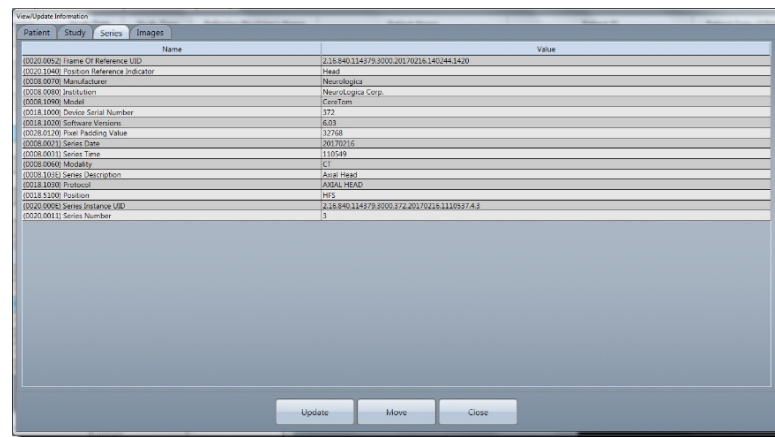 View/Update Information
Patient Study Series Images
Name Value
(0020.0052) Frame Of Reference UID 2.16.840.114379.3000.20170216.140244.1420
(0020.1040) Position Reference Indicator Head
(0008.0070) Manufacturer Neurologica
(0008.0080) Institution NeuroLogica Corp.
(0008.1090) Model CereTom
(0018.1000) Device Serial Number 372
(0018.1020) Software Versions 6.03
(0028.0120) Pixel Padding Value 32768
(0008.0021) Series Date 20170216
(0008.0031) Series Time 110549
(0008.0060) Modality CT
(0008.103E) Series Description Axial Head
(0018.1030) Protocol AXIAL HEAD
(0018.5100) Position HFS
(0020.000E) Series Instance UID 2.16.840.114379.3000.372.20170216.1110537.4.3
(0020.0011) Series Number 3
Update Move Close